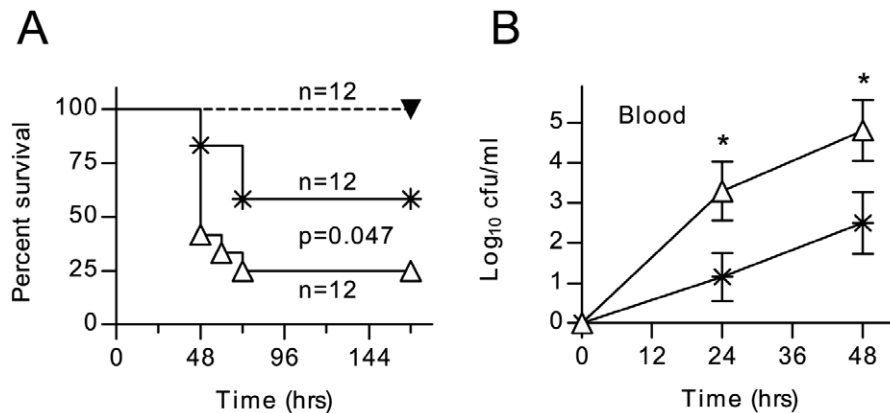 A
Percent survival
100
75
50
25
0
n=12
n=12
p=0.047
n=12
0 48 96 144
Time (hrs)
B
Log10 cfu/ml
5
4
3
2
1
0
Blood
*
*
0 12 24 36 48
Time (hrs)